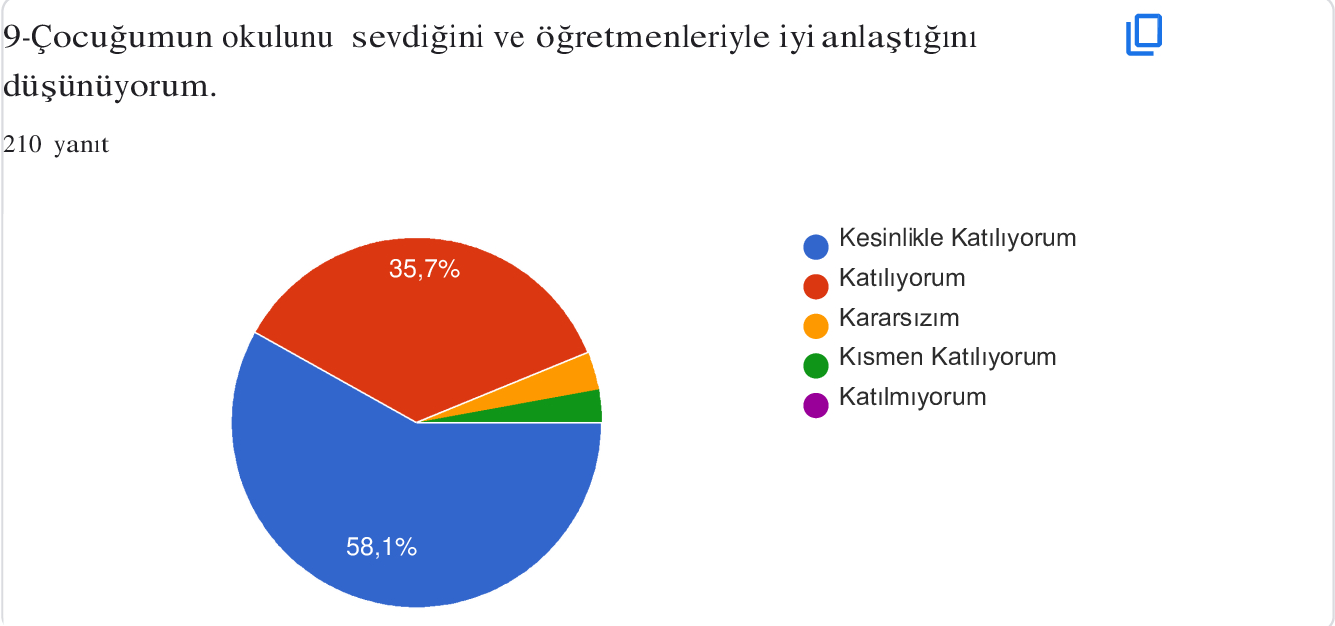 9-Çocuğumun okulunu sevdiğini ve öğretmenleriyle iyi anlaştığını
düşünüyorum.
210 yanıt
35,7%
58,1%
Kesinlikle Katılıyorum
Katılıyorum
Kararsızım
Kısmen Katılıyorum
Katılmıyorum